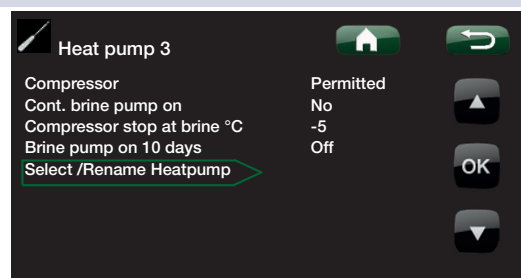 Heat pump 3
Compressor Permitted
Cont. brine pump on No
Compressor stop at brine °C -5
Brine pump on 10 days Off
Select /Rename Heatpump
OK